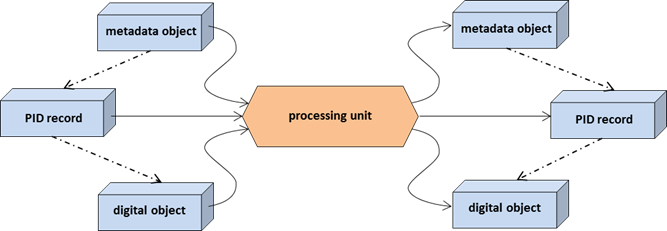 metadata object
metadata object
PID record
processing unit
PID record
digital object
digital object